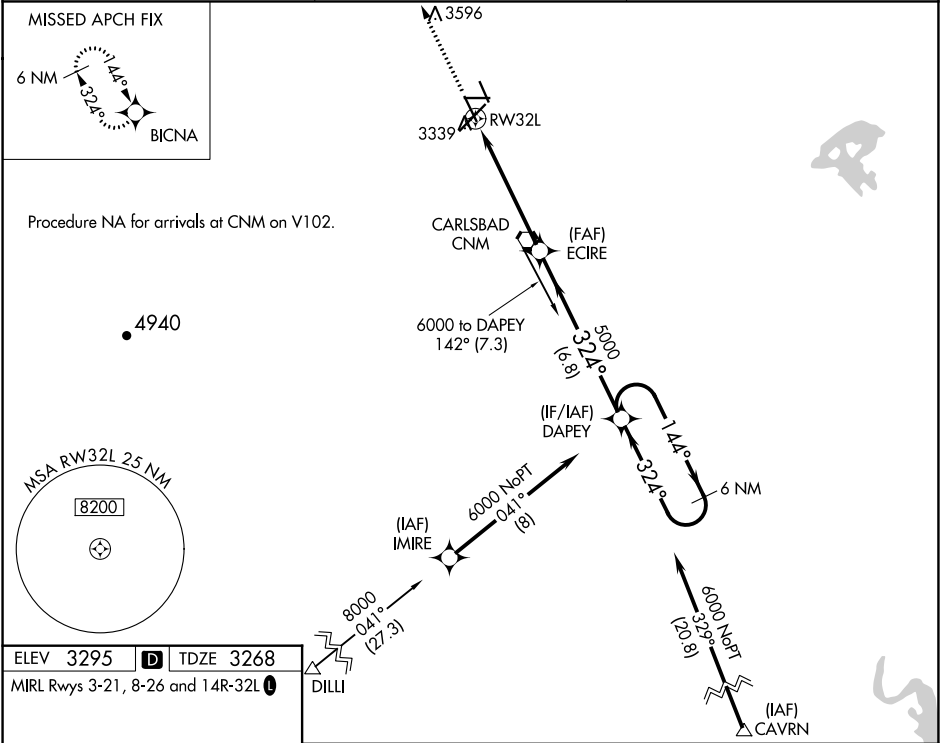 MISSED APCH FIX
6 NM
144°
324°
BICNA
3596
RW32L
3339
Procedure NA for arrivals at CNM on V102.
CARLSBAD
CNM
(FAF)
ECIRE
4940
6000 to DAPEY
142° (7.3)
5000
324°
(6.8)
(IF/IAF)
DAPEY
144°
324°
6 NM
MSA RW32L 25 NM
8200
6000 NoPT
041°
(8)
(IAF)
IMIRE
8000
041°
(27.3)
DILLI
6000 NoPT
329°
(20.8)
(IAF)
CAVRN
ELEV 3295 D TDZE 3268
MIRL Rwys 3-21, 8-26 and 14R-32L L